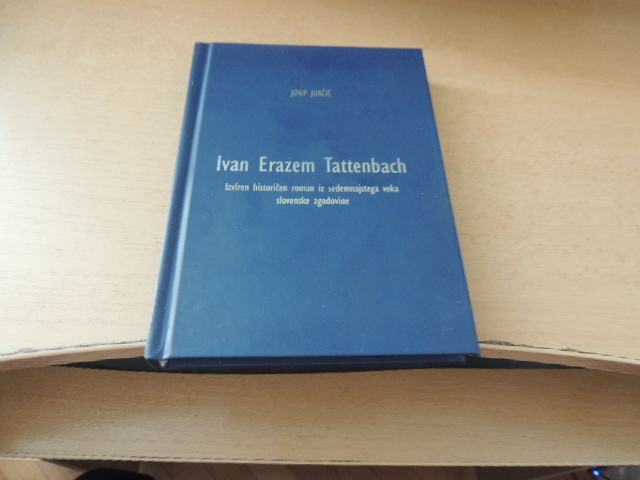 JOSIP JURČIČ
Ivan Erazem Tattenbach
Izviren historičen roman iz sedemnajstega veka
slovenske zgodovine